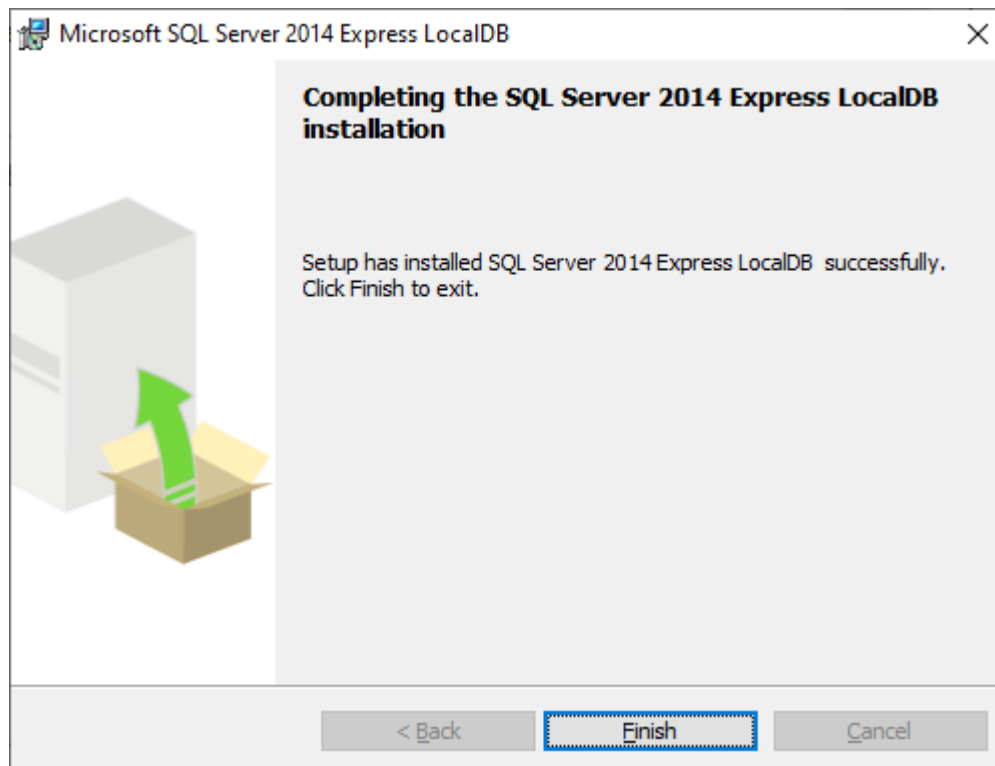 Microsoft SQL Server 2014 Express LocalDB
Completing the SQL Server 2014 Express LocalDB
installation
Setup has installed SQL Server 2014 Express LocalDB  successfully.
Click Finish to exit.
< Back
Finish
Cancel